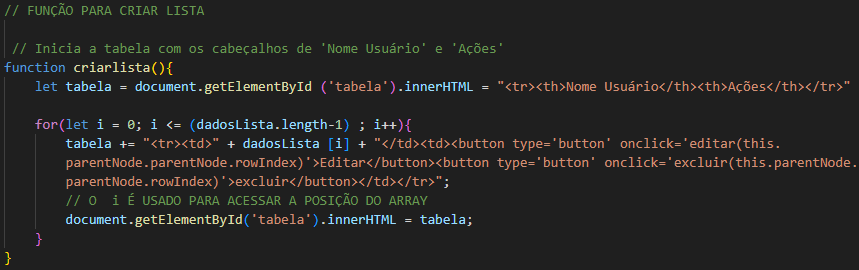 // FUNÇÃO PARA CRIAR LISTA
// Inicia a tabela com os cabeçalhos de 'Nome Usuário' e 'Ações'
function criarlista(){
let tabela = document.getElementById ('tabela').innerHTML = "<tr><th>Nome Usuário</th><th>Ações</th></tr>"
for(let i = 0; i <= (dadosLista.length-1) ; i++){
tabela += "<tr><td>" + dadosLista [i] + "</td><td><button type='button' onclick='editar(this.
parentNode.parentNode.rowIndex)'>Editar</button><button type='button' onclick='excluir(this.parentNode.
parentNode.rowIndex)'>excluir</button></td></tr>";
// O  i É USADO PARA ACESSAR A POSIÇÃO DO ARRAY
document.getElementById('tabela').innerHTML = tabela;
}
}